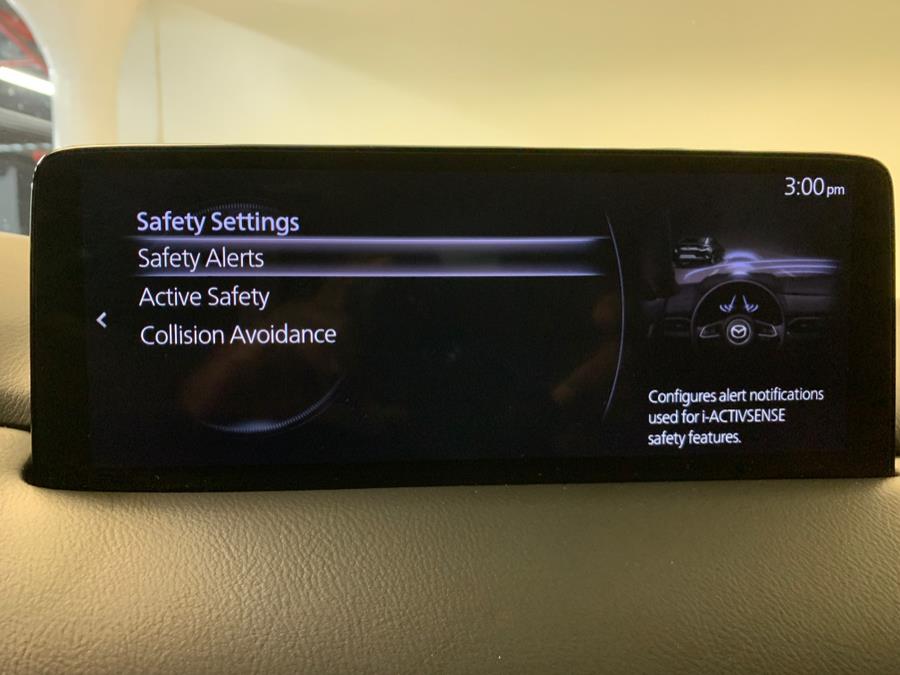 3:00pm
Safety Settings
Safety Alerts
Active Safety
Collision Avoidance
Configures alert notifications
used for i-ACTIVSENSE
safety features.